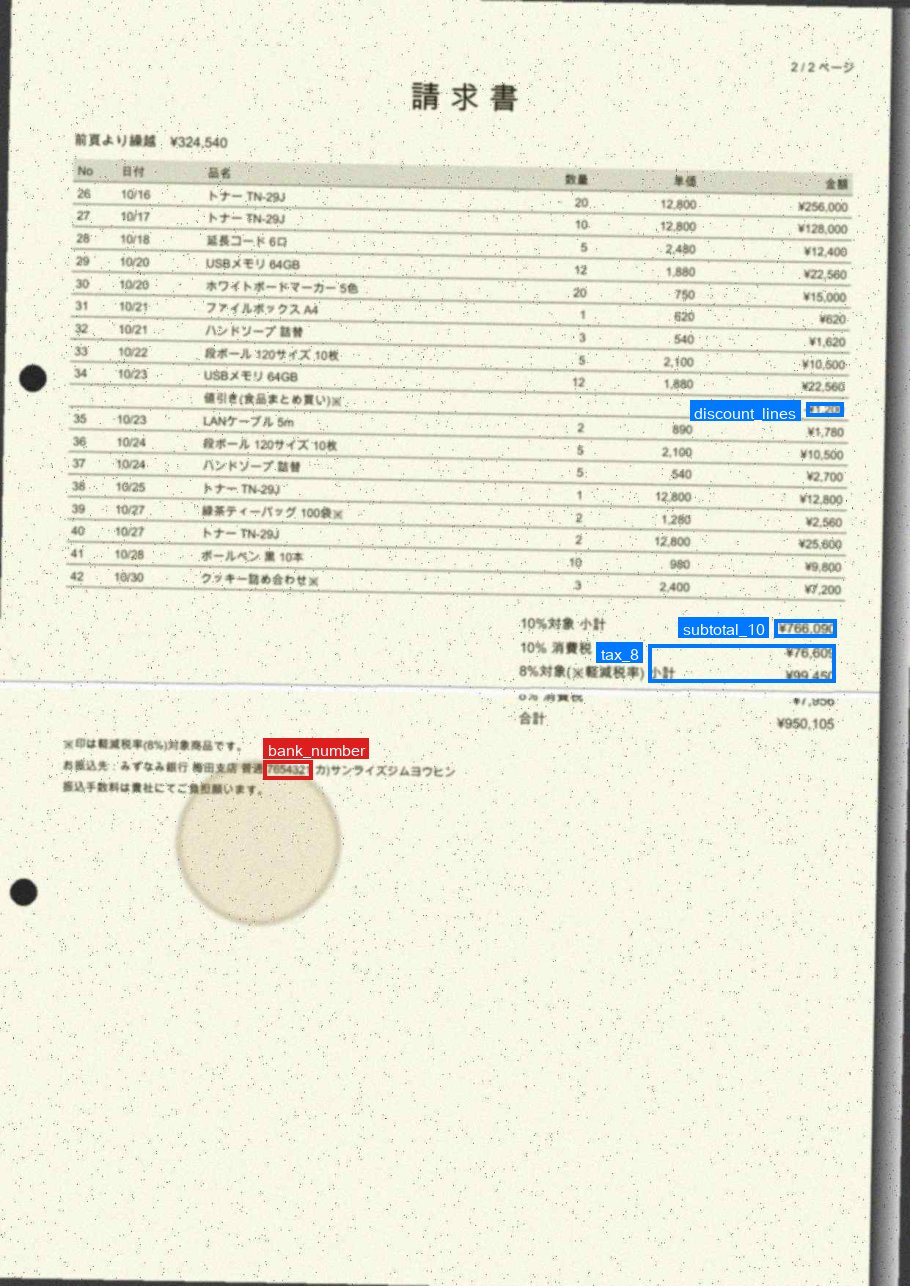 2 / 2 ページ
請求書
前頁より繰越 ¥324,540
No 日付 品名 数量 単価 金額
26 10/16 トナー TN-29J 20 12,800 ¥256,000
27 10/17 トナー TN-29J 10 12,800 ¥128,000
28 10/18 延長コード 6口 5 2,480 ¥12,400
29 10/20 USBメモリ 64GB 12 1,880 ¥22,560
30 10/20 ホワイトボードマーカー 5色 20 750 ¥15,000
31 10/21 ファイルボックス A4 1 620 ¥620
32 10/21 ハンドソープ 詰替 3 540 ¥1,620
33 10/22 段ボール 120サイズ 10枚 5 2,100 ¥10,500
34 10/23 USBメモリ 64GB 12 1,880 ¥22,560
値引き(食品まとめ買い)※
discount_lines
35 10/23 LANケーブル 5m 2 890 ¥1,780
36 10/24 段ボール 120サイズ 10枚 5 2,100 ¥10,500
37 10/24 ハンドソープ 詰替 5 540 ¥2,700
38 10/25 トナー TN-29J 1 12,800 ¥12,800
39 10/27 緑茶ティーバッグ 100袋※ 2 1,280 ¥2,560
40 10/27 トナー TN-29J 2 12,800 ¥25,600
41 10/28 ボールペン 黒 10本 10 980 ¥9,800
42 10/30 クッキー詰め合わせ※ 3 2,400 ¥7,200
10%対象 小計 subtotal_10 ¥766,090
10% 消費税 tax_8 ¥76,609
8%対象(※軽減税率) 小計 ¥99,450
8% 消費税 ¥7,956
合計 ¥950,105
※印は軽減税率(8%)対象商品です。
bank_number
お振込先：みずなみ銀行 梅田支店 普通 7654321 カ)サンライズジムヨウヒン
振込手数料は貴社にてご負担願います。